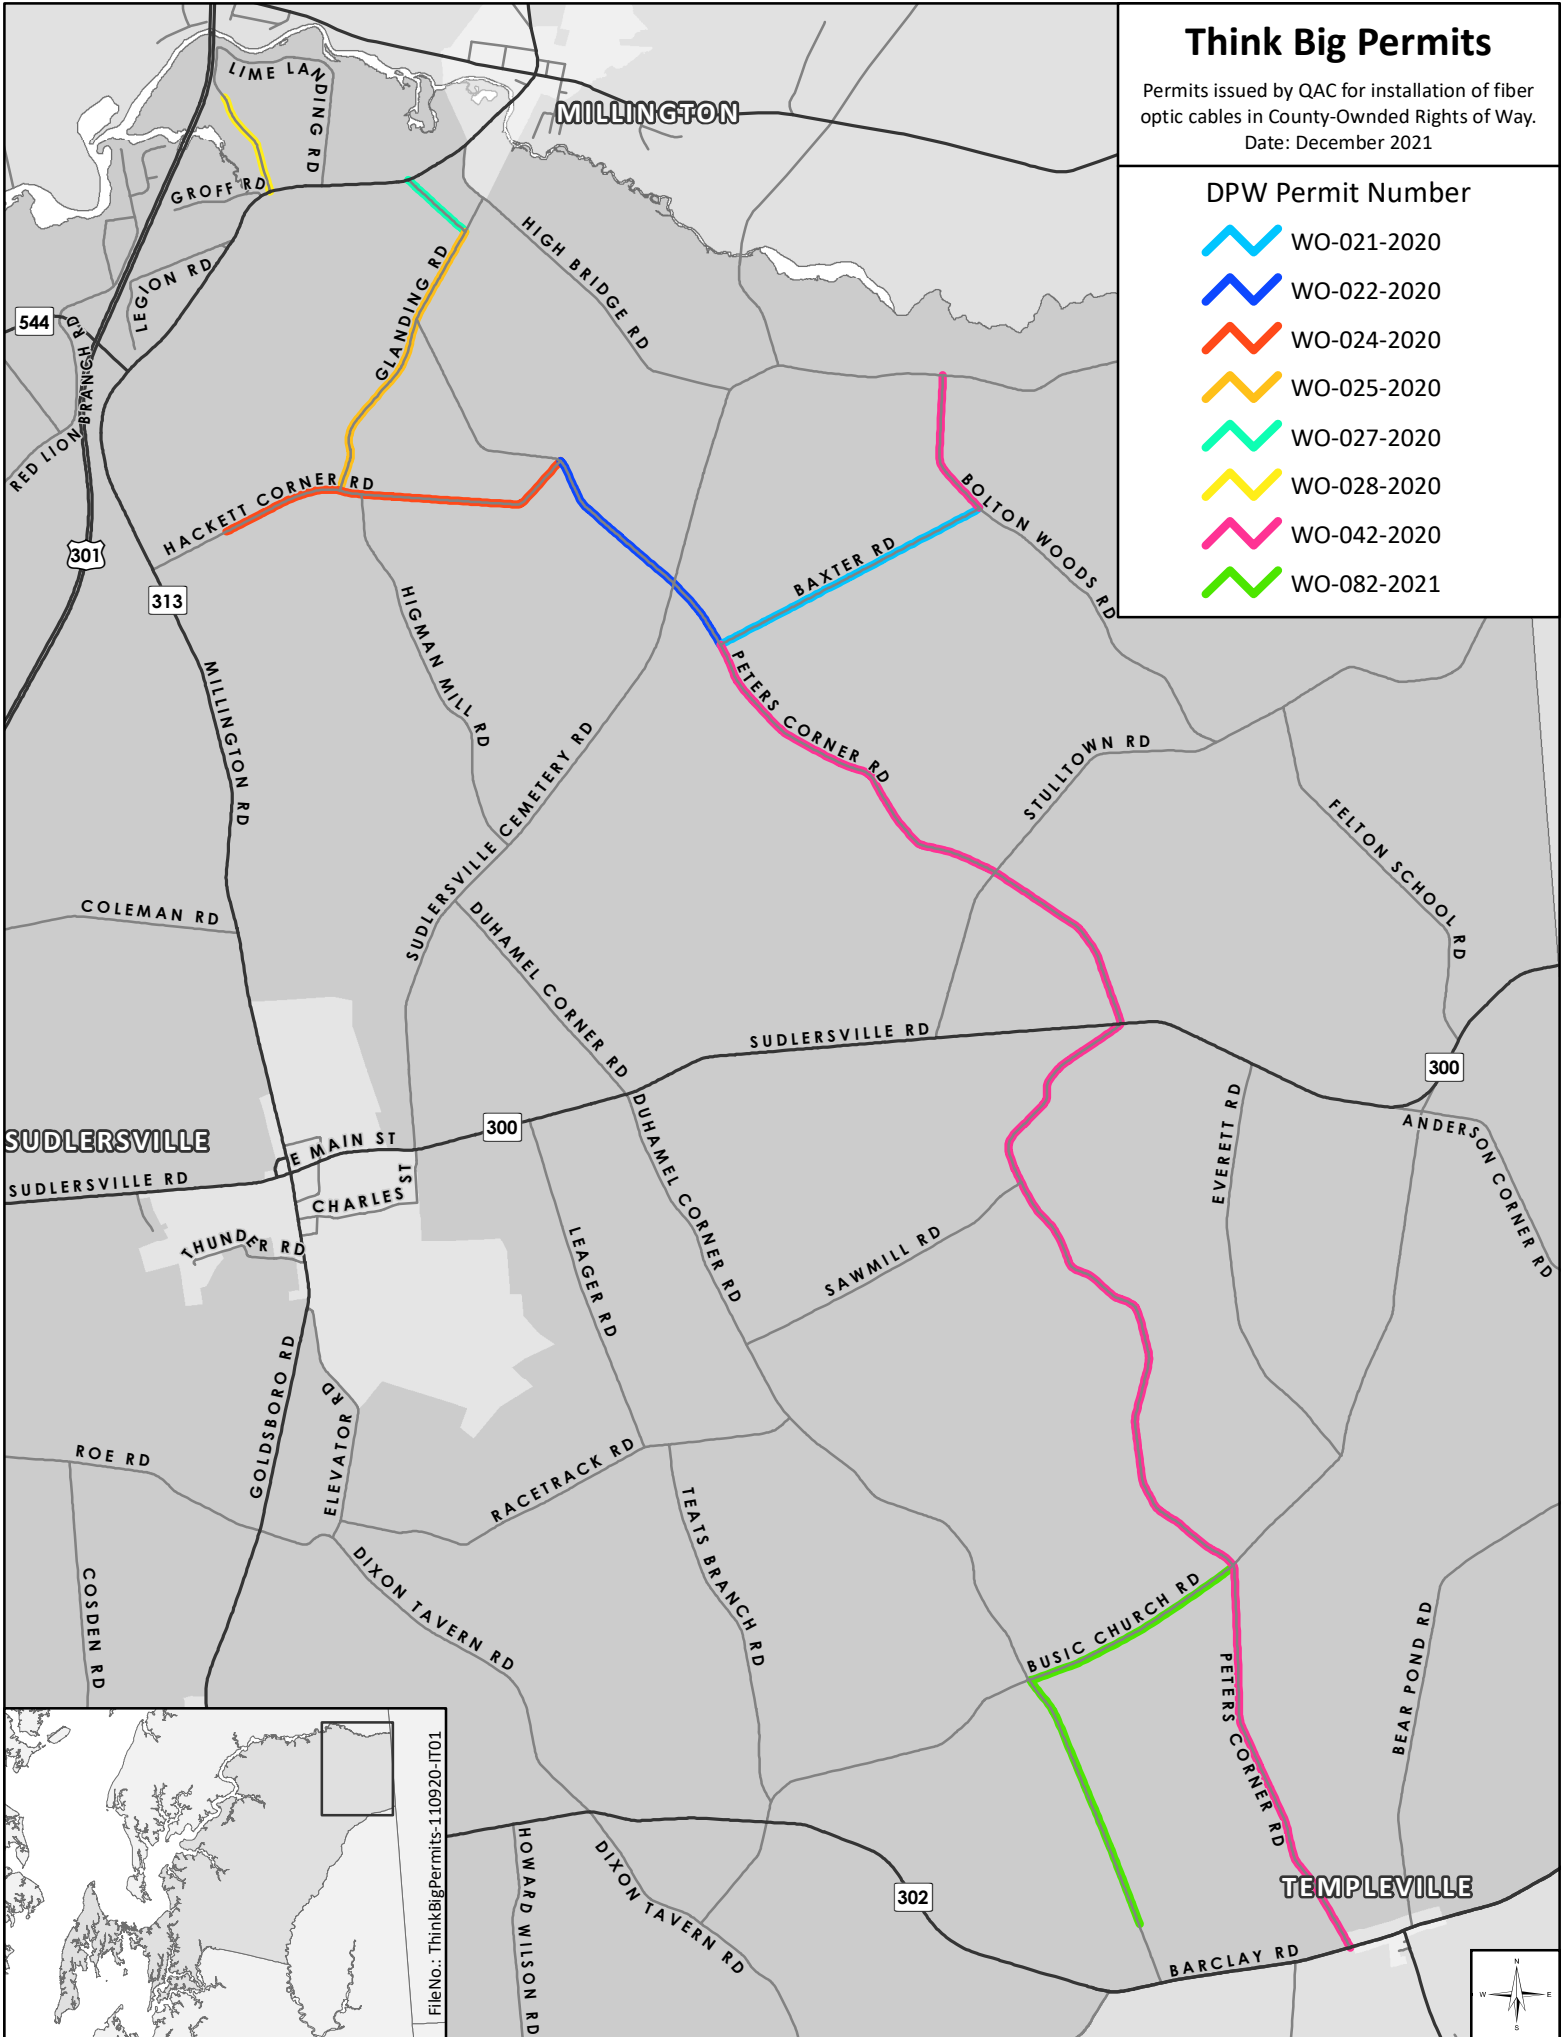 Think Big Permits
Permits issued by QAC for installation of fiber
optic cables in County-Ownded Rights of Way.
Date: December 2021
DPW Permit Number
WO-021-2020
WO-022-2020
WO-024-2020
WO-025-2020
WO-027-2020
WO-028-2020
WO-042-2020
WO-082-2021
LIME LANDING RD
MILLINGTON
GROFF RD
HIGH BRIDGE RD
LEGION RD
GLANDING RD
544
RED LION BRANCH RD
HACKETT CORNER RD
BOLTON WOODS RD
BAXTER RD
301
313
HIGMAN MILL RD
MILLINGTON RD
PETERS CORNER RD
SUDLERSVILLE CEMETERY RD
STULLTOWN RD
FELTON SCHOOL RD
COLEMAN RD
DUHAMEL CORNER RD
SUDLERSVILLE RD
300
300
SUDLERSVILLE
E MAIN ST
SUDLERSVILLE RD
CHARLES ST
THUNDER RD
DUHAMEL CORNER RD
EVERETT RD
ANDERSON CORNER RD
LEAGER RD
SAWMILL RD
GOLDSBORO RD
ELEVATOR RD
ROE RD
RACETRACK RD
TEATS BRANCH RD
COSDEN RD
DIXON TAVERN RD
BUSIC CHURCH RD
PETERS CORNER RD
BEAR POND RD
FileNo.: ThinkBigPermits-110920-IT01
HOWARD WILSON RD
DIXON TAVERN RD
302
TEMPLEVILLE
BARCLAY RD
N
W
E
S